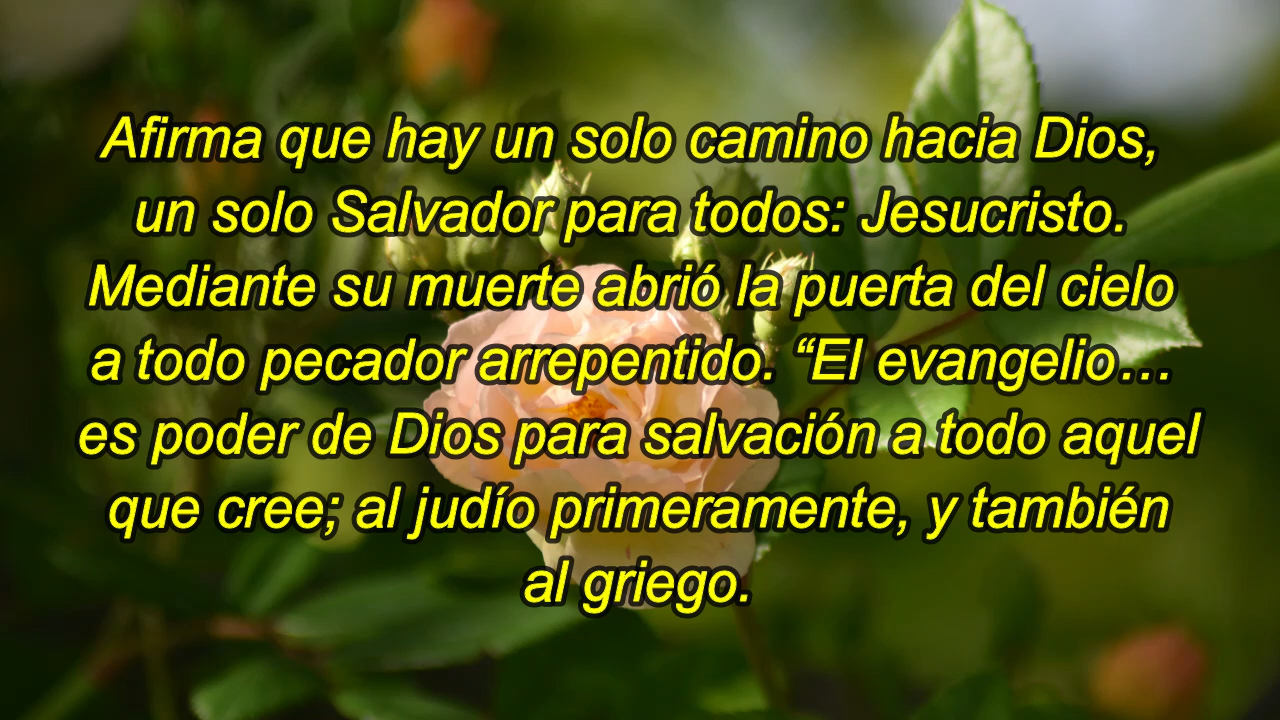 Afirma que hay un solo camino hacia Dios,
un solo Salvador para todos: Jesucristo.
Mediante su muerte abrió la puerta del cielo
a todo pecador arrepentido. “El evangelio…
es poder de Dios para salvación a todo aquel
que cree; al judío primeramente, y también
al griego.